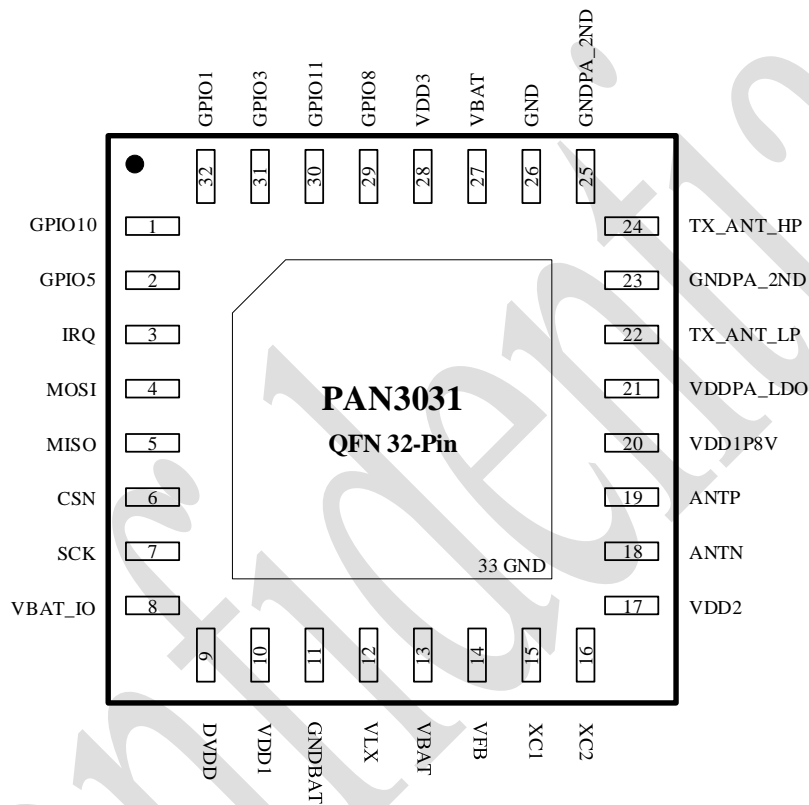 GPIO1
GPIO3
GPIO11
GPIO8
VDD3
VBAT
GND
GNDPA_2ND
32
31
30
29
28
27
26
25
GPIO10 1
GPIO5 2
IRQ 3
MOSI 4
MISO 5
CSN 6
SCK 7
VBAT_IO 8
24 TX_ANT_HP
23 GNDPA_2ND
22 TX_ANT_LP
21 VDDPA_LDO
20 VDD1P8V
19 ANTP
18 ANTN
17 VDD2
PAN3031
QFN 32-Pin
33 GND
9
10
11
12
13
14
15
16
DVDD
VDD1
GNDBAT
VLX
VBAT
VFB
XC1
XC2